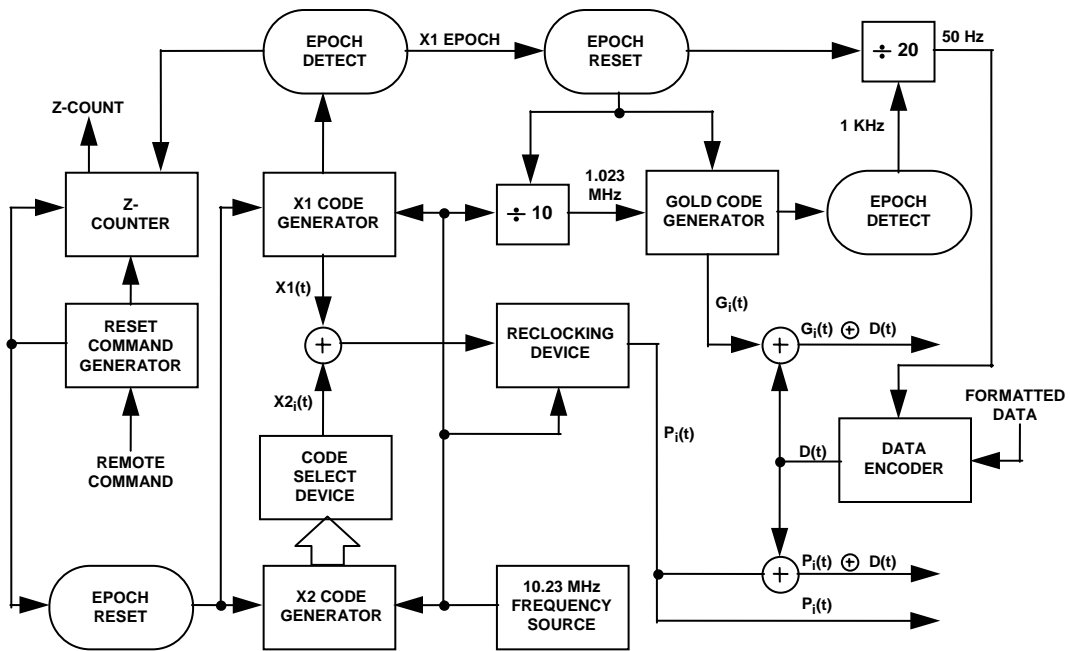 EPOCH
DETECT
X1 EPOCH
EPOCH
RESET
÷ 20
50 Hz
Z-COUNT
1 KHz
Z-
COUNTER
X1 CODE
GENERATOR
÷ 10
1.023
MHz
GOLD CODE
GENERATOR
EPOCH
DETECT
X1(t)
Gi(t)
RESET
COMMAND
GENERATOR
+
RECLOCKING
DEVICE
+
Gi(t) ⊕ D(t)
X2i(t)
FORMATTED
DATA
REMOTE
COMMAND
CODE
SELECT
DEVICE
Pi(t)
D(t)
DATA
ENCODER
EPOCH
RESET
X2 CODE
GENERATOR
10.23 MHz
FREQUENCY
SOURCE
+
Pi(t) ⊕ D(t)
Pi(t)